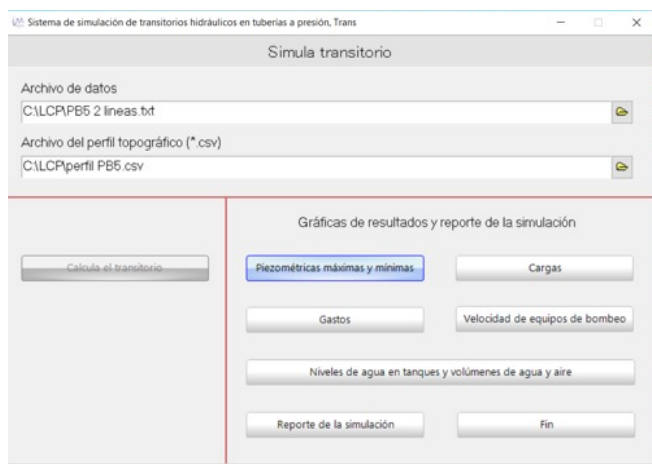 Sistema de simulación de transitorios hidráulicos en tuberías a presión, Trans
Simula transitorio
Archivo de datos
C:\LCP\PB5 2 lineas.txt
Archivo del perfil topográfico (*.csv)
C:\LCP\perfil PB5.csv
Gráficas de resultados y reporte de la simulación
Calcula el transitorio
Piezométricas máximas y mínimas
Cargas
Gastos
Velocidad de equipos de bombeo
Niveles de agua en tanques y volúmenes de agua y aire
Reporte de la simulación
Fin